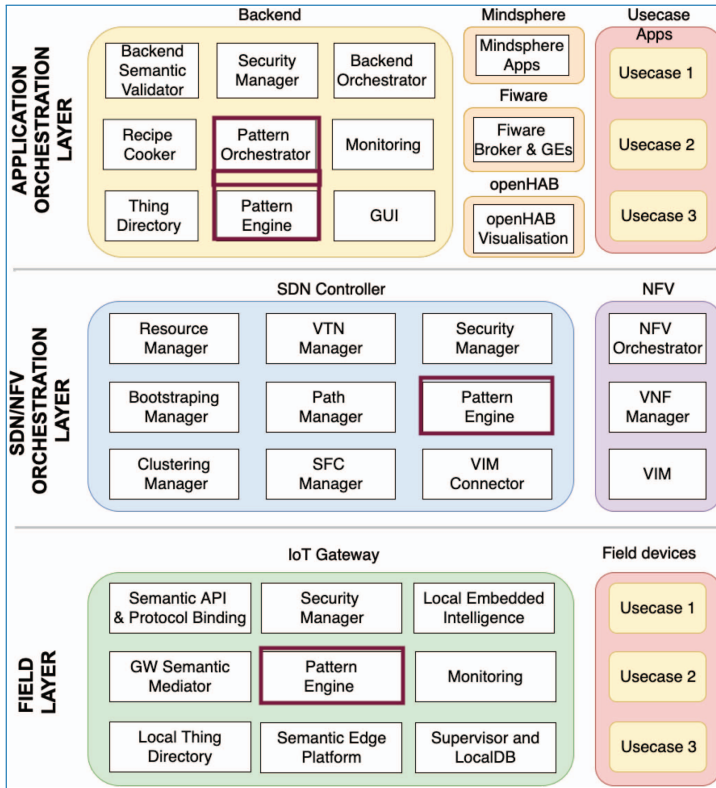 Backend
Mindsphere
Usecase
Apps
APPLICATION
ORCHESTRATION
LAYER
Backend
Semantic
Validator
Security
Manager
Backend
Orchestrator
Recipe
Cooker
Pattern
Orchestrator
Monitoring
Thing
Directory
Pattern
Engine
GUI
Mindsphere
Apps
Fiware
Fiware
Broker & GEs
openHAB
openHAB
Visualisation
Usecase 1
Usecase 2
Usecase 3
SDN/NFV
ORCHESTRATION
LAYER
SDN Controller
Resource
Manager
VTN
Manager
Security
Manager
Bootstraping
Manager
Path
Manager
Pattern
Engine
Clustering
Manager
SFC
Manager
VIM
Connector
NFV
NFV
Orchestrator
VNF
Manager
VIM
FIELD
LAYER
IoT Gateway
Semantic API
& Protocol Binding
Security
Manager
Local Embedded
Intelligence
GW Semantic
Mediator
Pattern
Engine
Monitoring
Local Thing
Directory
Semantic Edge
Platform
Supervisor and
LocalDB
Field devices
Usecase 1
Usecase 2
Usecase 3